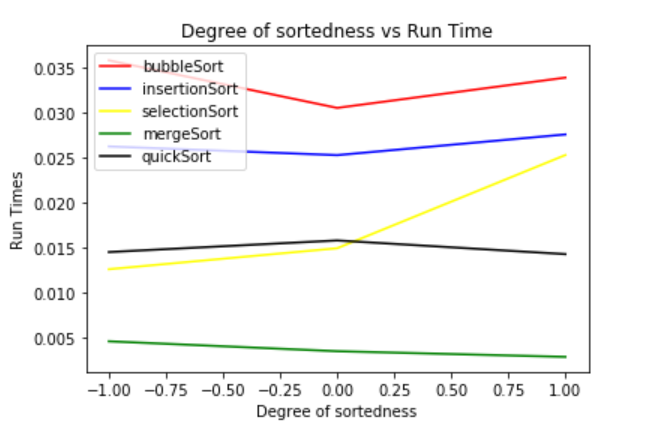 Degree of sortedness vs Run Time
bubbleSort
insertionSort
selectionSort
mergeSort
quickSort
Run Times
0.035
0.030
0.025
0.020
0.015
0.010
0.005
−1.00 −0.75 −0.50 −0.25 0.00 0.25 0.50 0.75 1.00
Degree of sortedness